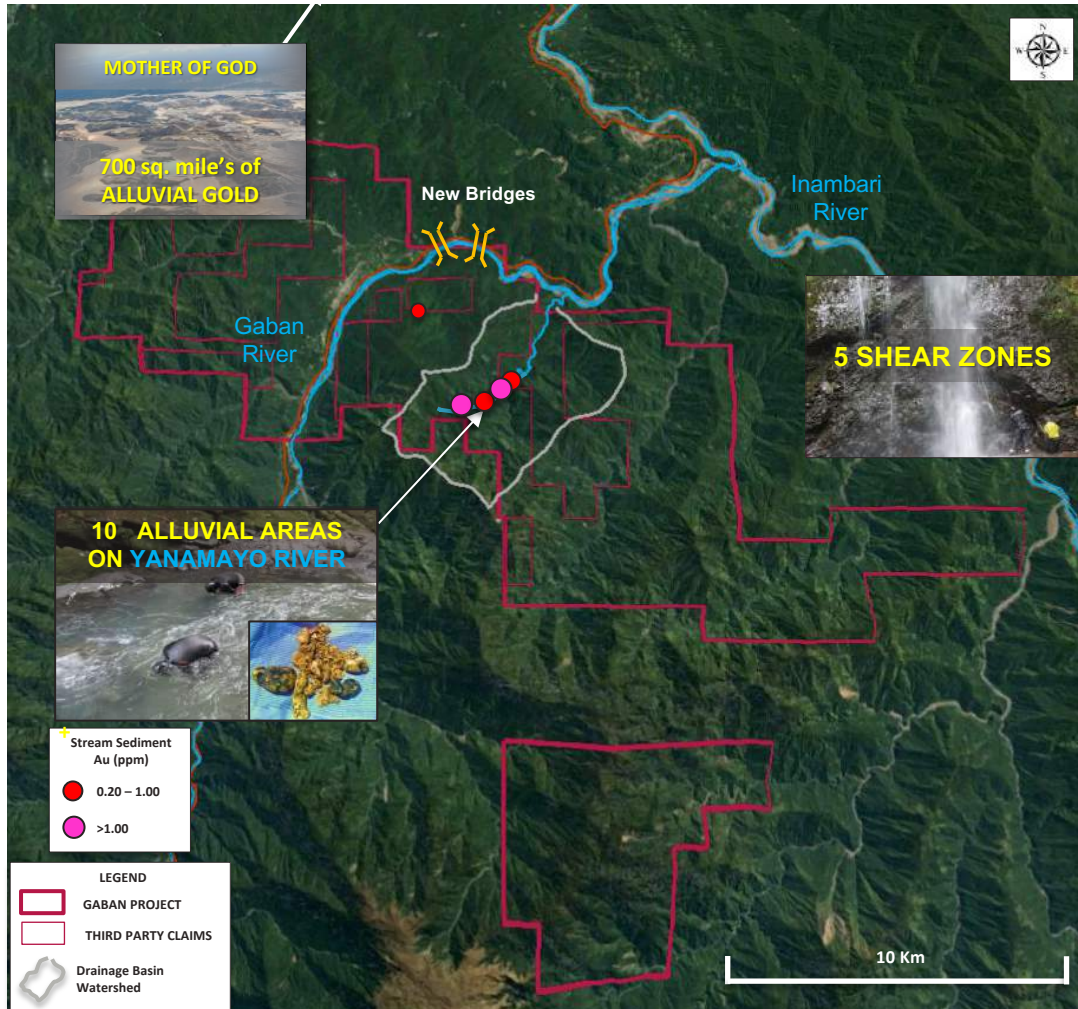 MOTHER OF GOD
700 sq. mile's of
ALLUVIAL GOLD
N
W
E
S
New Bridges
Inambari
River
Gaban
River
5 SHEAR ZONES
10 ALLUVIAL AREAS
ON YANAMAYO RIVER
Stream Sediment
Au (ppm)
0.20 – 1.00
>1.00
LEGEND
GABAN PROJECT
THIRD PARTY CLAIMS
Drainage Basin
Watershed
10 Km